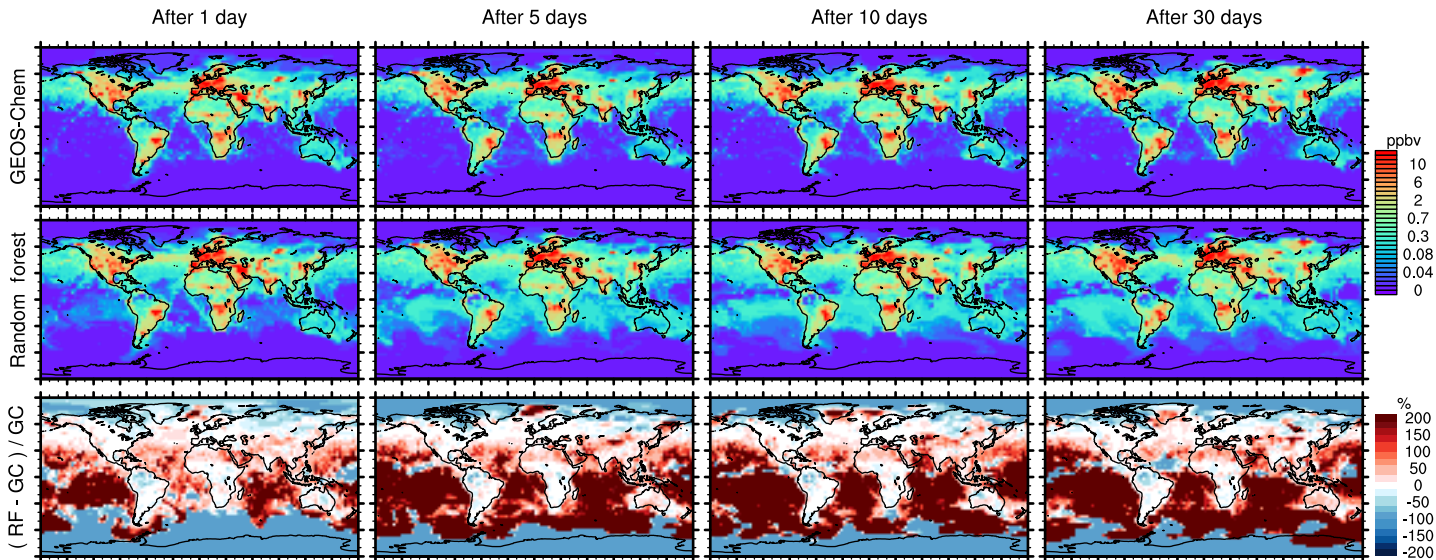 After 1 day
After 5 days
After 10 days
After 30 days
GEOS-Chem
ppbv
10
6
2
0.7
0.3
0.08
0.04
0
Random forest
( RF - GC ) / GC
%
200
150
100
50
0
-50
-100
-150
-200